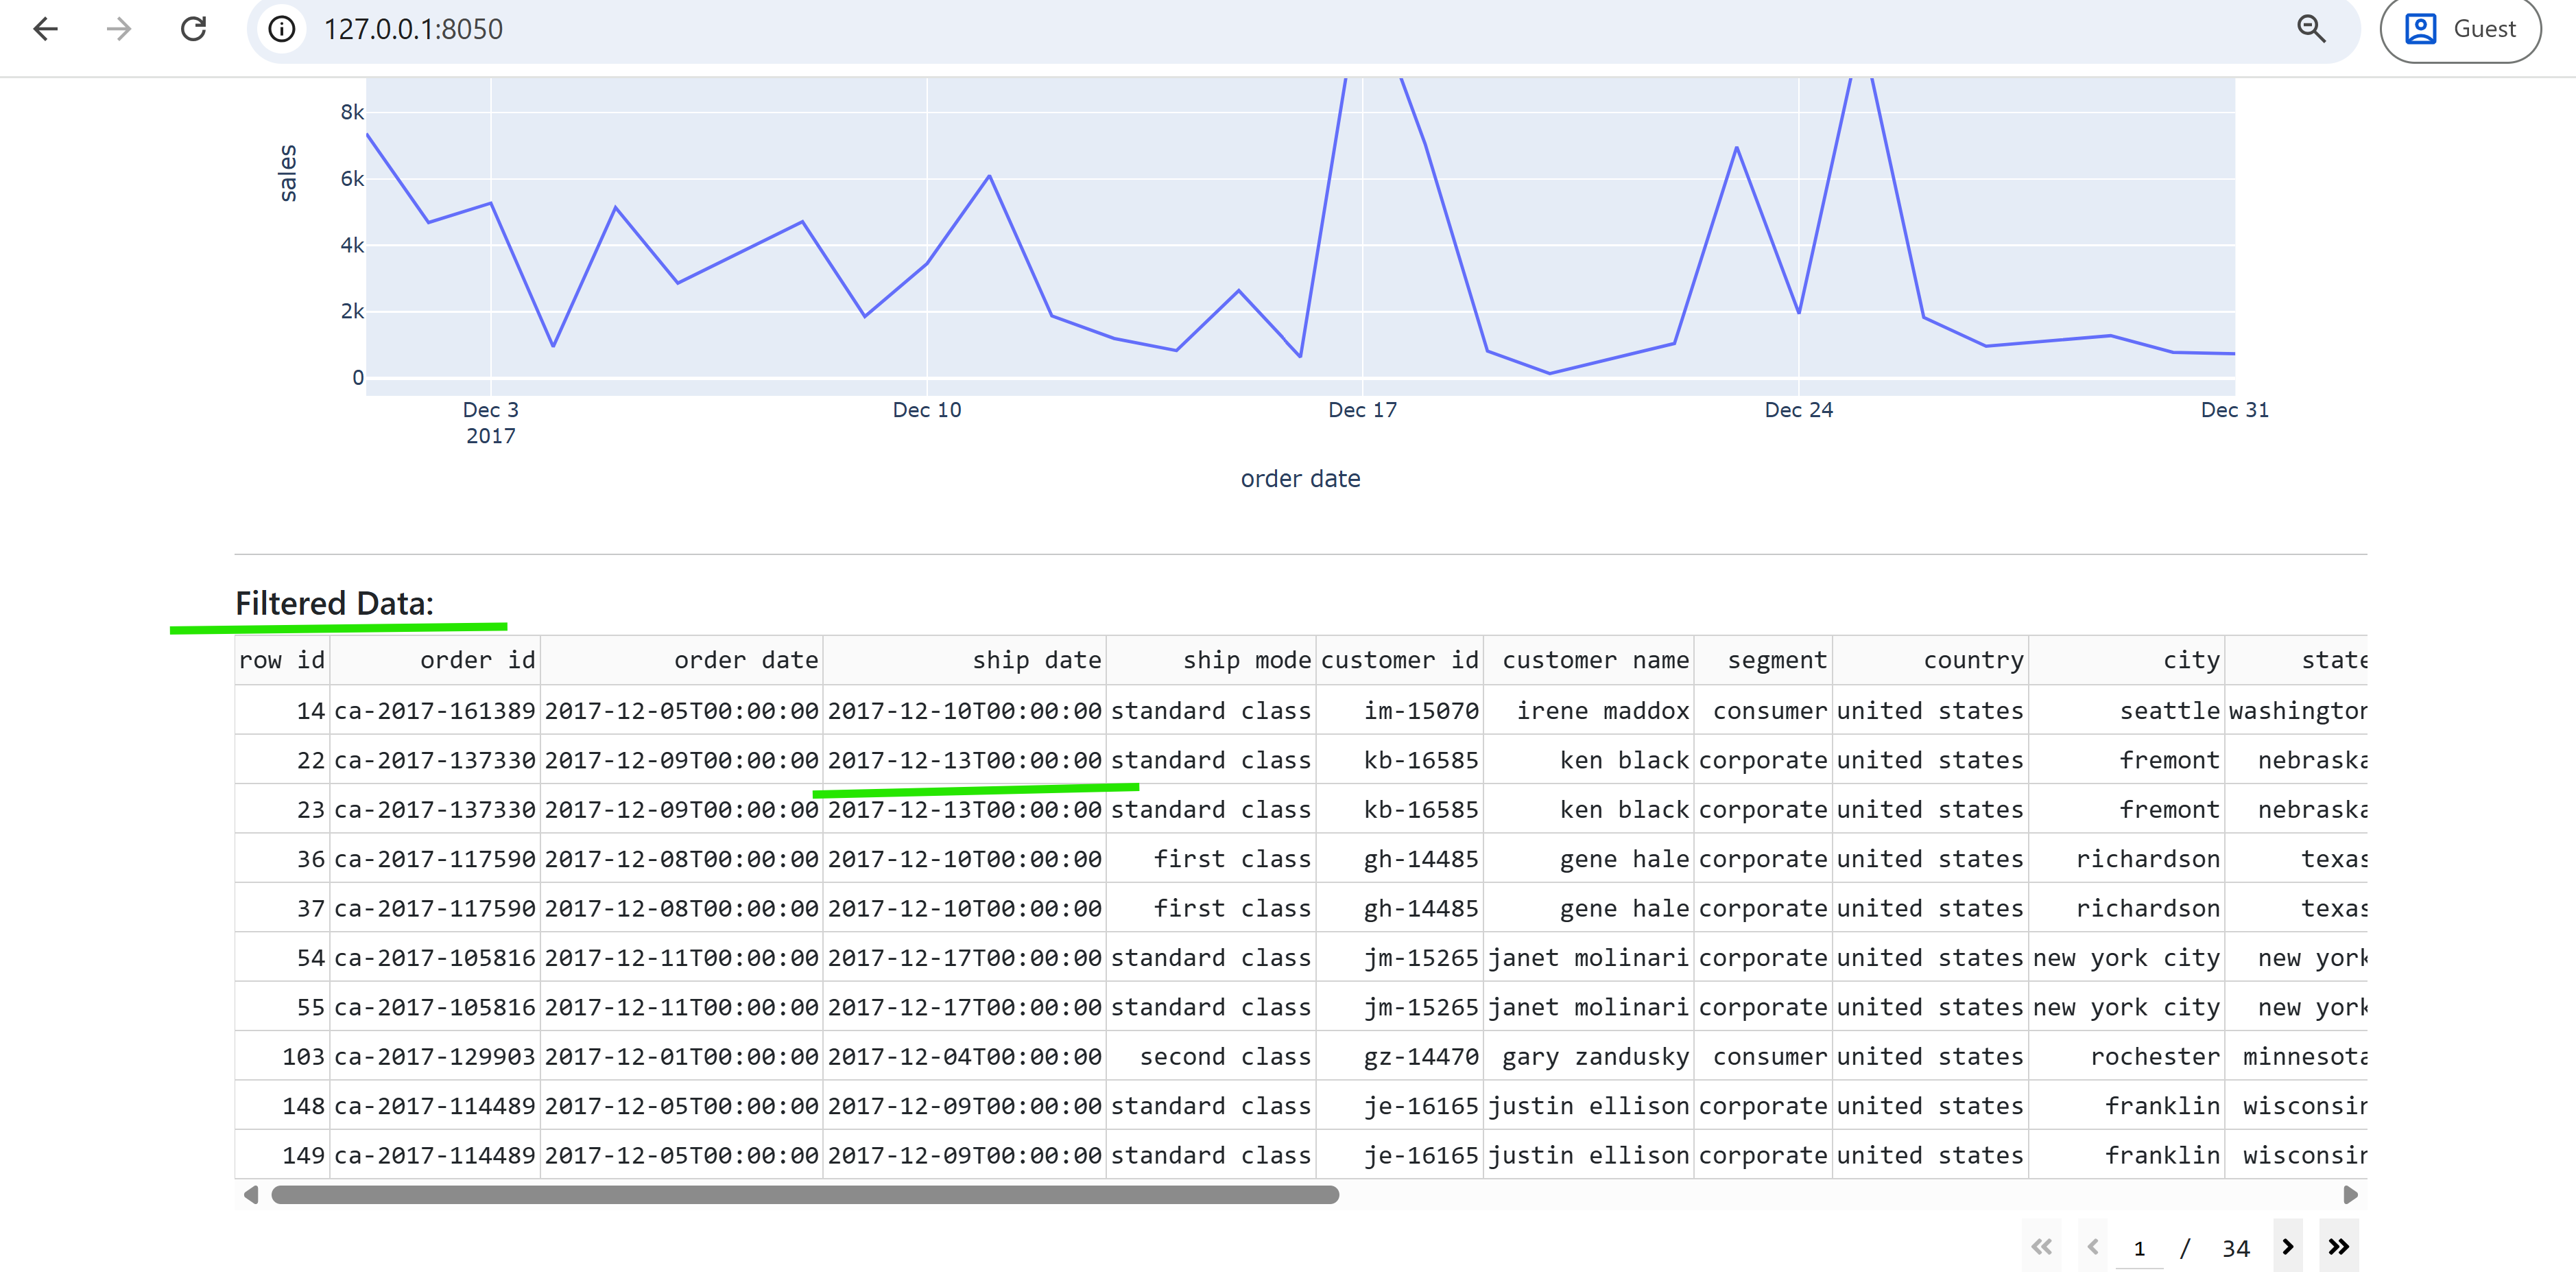 127.0.0.1:8050 Guest
8k
6k
4k
2k
0
sales
Dec 3 Dec 10 Dec 17 Dec 24 Dec 31
2017
order date
Filtered Data:
row id order id order date ship date ship mode customer id customer name segment country city state
14 ca-2017-161389 2017-12-05T00:00:00 2017-12-10T00:00:00 standard class im-15070 irene maddox consumer united states seattle washington
22 ca-2017-137330 2017-12-09T00:00:00 2017-12-13T00:00:00 standard class kb-16585 ken black corporate united states fremont nebraska
23 ca-2017-137330 2017-12-09T00:00:00 2017-12-13T00:00:00 standard class kb-16585 ken black corporate united states fremont nebraska
36 ca-2017-117590 2017-12-08T00:00:00 2017-12-10T00:00:00 first class gh-14485 gene hale corporate united states richardson texas
37 ca-2017-117590 2017-12-08T00:00:00 2017-12-10T00:00:00 first class gh-14485 gene hale corporate united states richardson texas
54 ca-2017-105816 2017-12-11T00:00:00 2017-12-17T00:00:00 standard class jm-15265 janet molinari corporate united states new york city new york
55 ca-2017-105816 2017-12-11T00:00:00 2017-12-17T00:00:00 standard class jm-15265 janet molinari corporate united states new york city new york
103 ca-2017-129903 2017-12-01T00:00:00 2017-12-04T00:00:00 second class gz-14470 gary zandusky consumer united states rochester minnesota
148 ca-2017-114489 2017-12-05T00:00:00 2017-12-09T00:00:00 standard class je-16165 justin ellison corporate united states franklin wisconsin
149 ca-2017-114489 2017-12-05T00:00:00 2017-12-09T00:00:00 standard class je-16165 justin ellison corporate united states franklin wisconsin
1 / 34